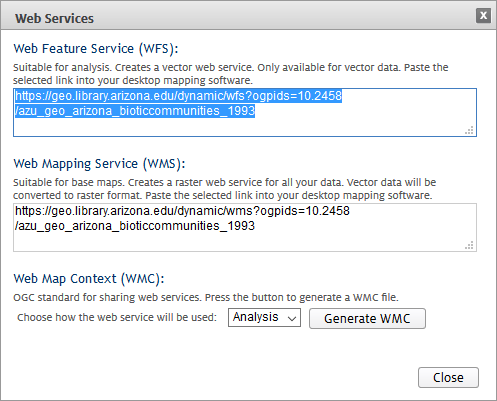 Web Services
x
Web Feature Service (WFS):
Suitable for analysis. Creates a vector web service. Only available for vector data. Paste the
selected link into your desktop mapping software.
https://geo.library.arizona.edu/dynamic/wfs?ogpids=10.2458
/azu_geo_arizona_bioticcommunities_1993
Web Mapping Service (WMS):
Suitable for base maps. Creates a raster web service for all your data. Vector data will be
converted to raster format. Paste the selected link into your desktop mapping software.
https://geo.library.arizona.edu/dynamic/wms?ogpids=10.2458
/azu_geo_arizona_bioticcommunities_1993
Web Map Context (WMC):
OGC standard for sharing web services. Press the button to generate a WMC file.
Choose how the web service will be used: Analysis Generate WMC
Close